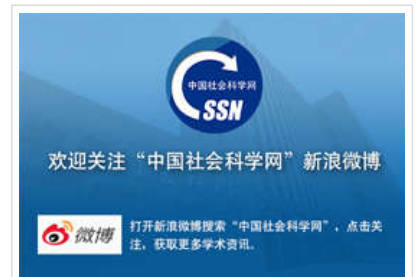 中国社会科学网
CSSN
欢迎关注“中国社会科学网”新浪微博
微博
打开新浪微博搜索“中国社会科学网”，点击关
注，获取更多学术资讯。